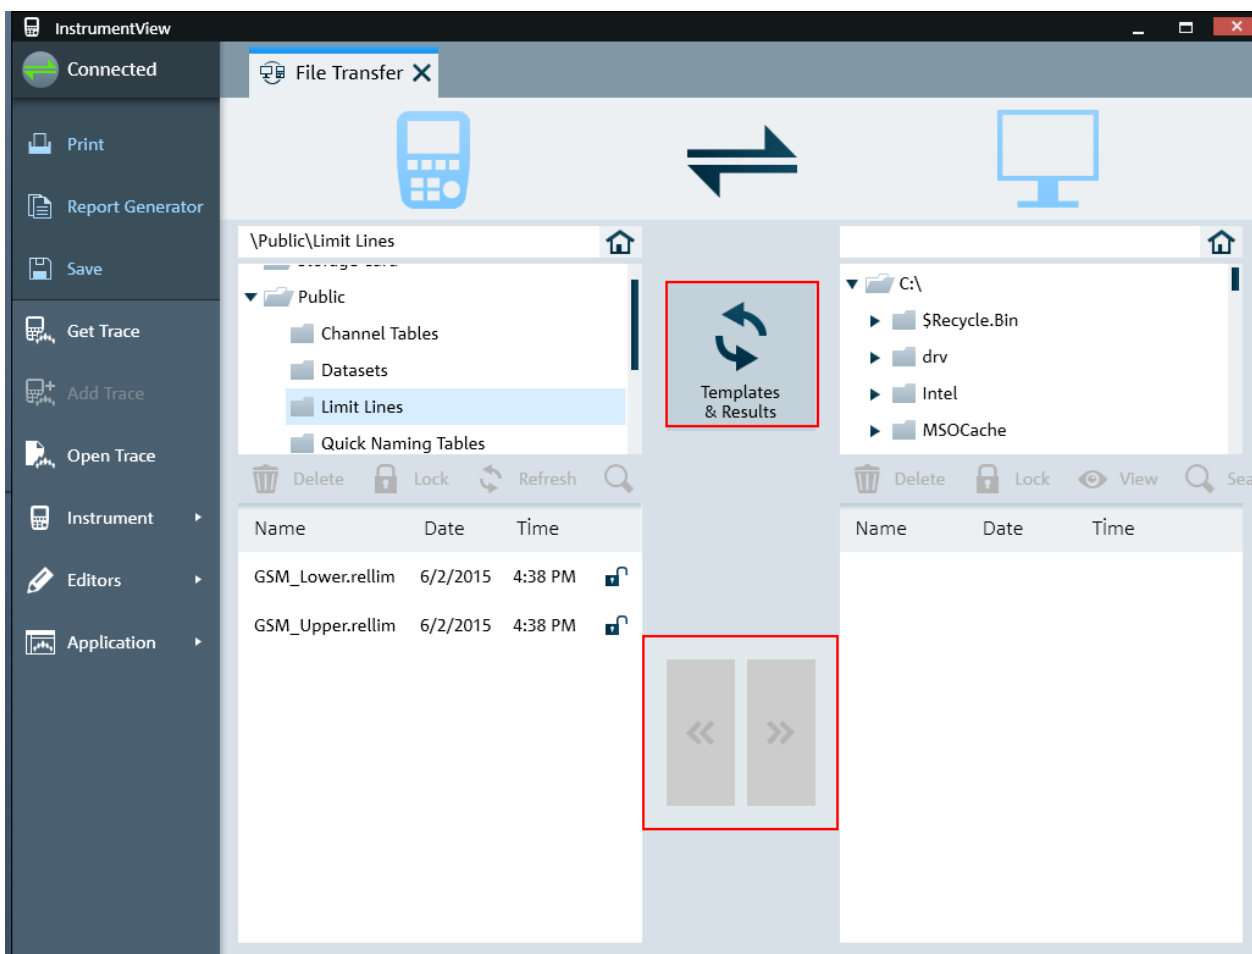 InstrumentView
Connected
File Transfer
Print
Report Generator
Save
Get Trace
Add Trace
Open Trace
Instrument
Editors
Application
\Public\Limit Lines
Public
Channel Tables
Datasets
Limit Lines
Quick Naming Tables
Delete Lock Refresh
Name Date Time
GSM_Lower.rellim 6/2/2015 4:38 PM
GSM_Upper.rellim 6/2/2015 4:38 PM
Templates
& Results
C:\
$Recycle.Bin
drv
Intel
MSOCache
Delete Lock View Sea
Name Date Time